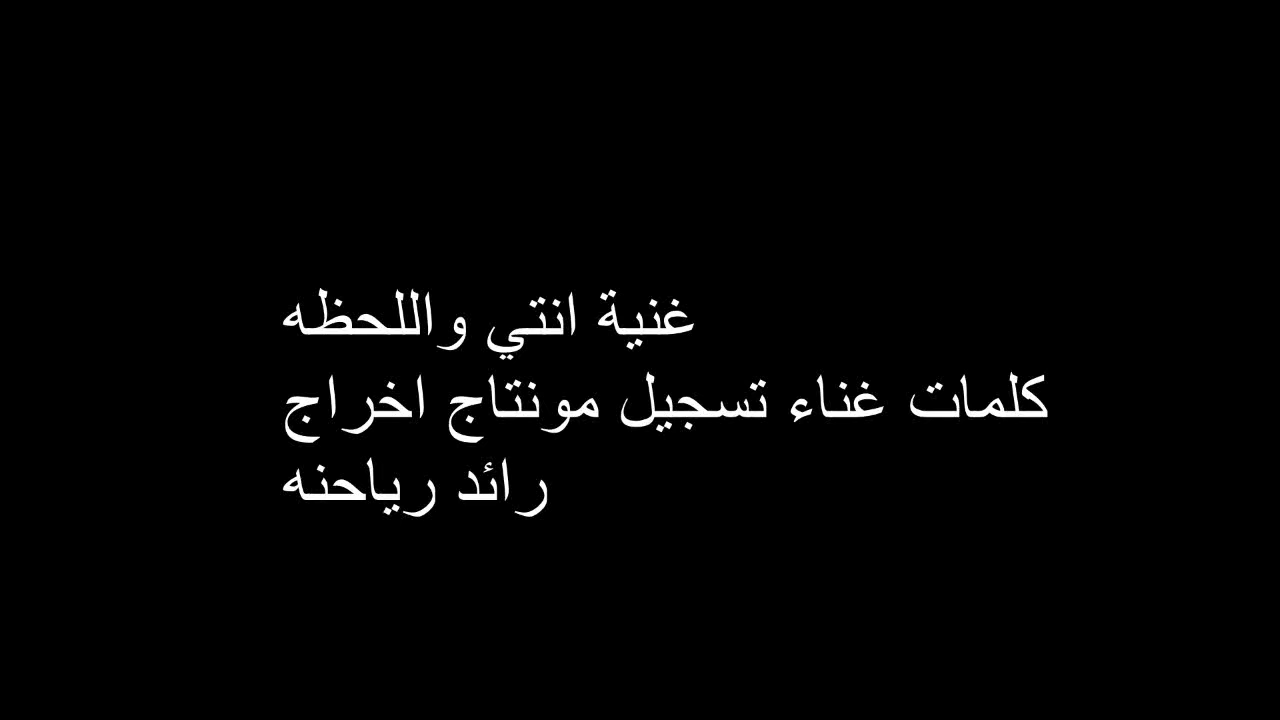 غنية انتي واللحظه
كلمات غناء تسجيل مونتاج اخراج
رائد رياحنه